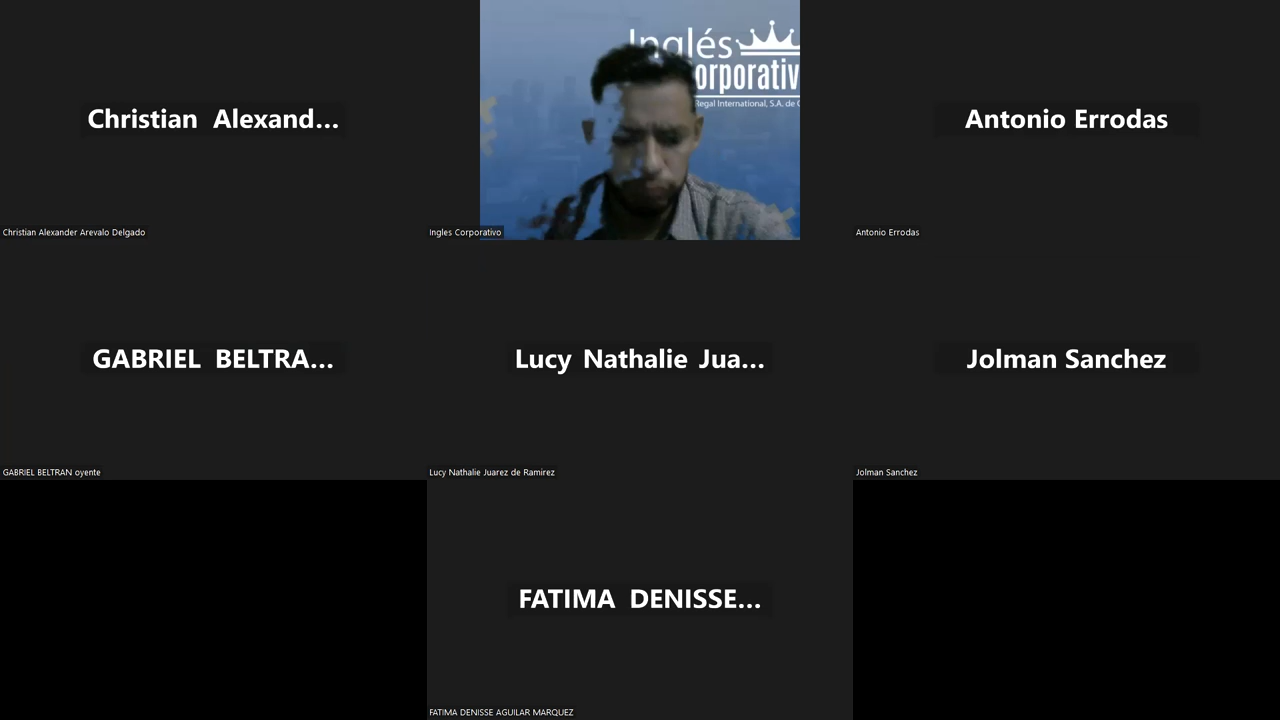 Christian Alexand...
Christian Alexander Arevalo Delgado
Inglés
orporativ
Regal International, S.A. de C
Ingles Corporativo
Antonio Errodas
Antonio Errodas
GABRIEL BELTRA...
GABRIEL BELTRAN oyente
Lucy Nathalie Jua...
Lucy Nathalie Juarez de Ramirez
Jolman Sanchez
Jolman Sanchez
FATIMA DENISSE...
FATIMA DENISSE AGUILAR MARQUEZ